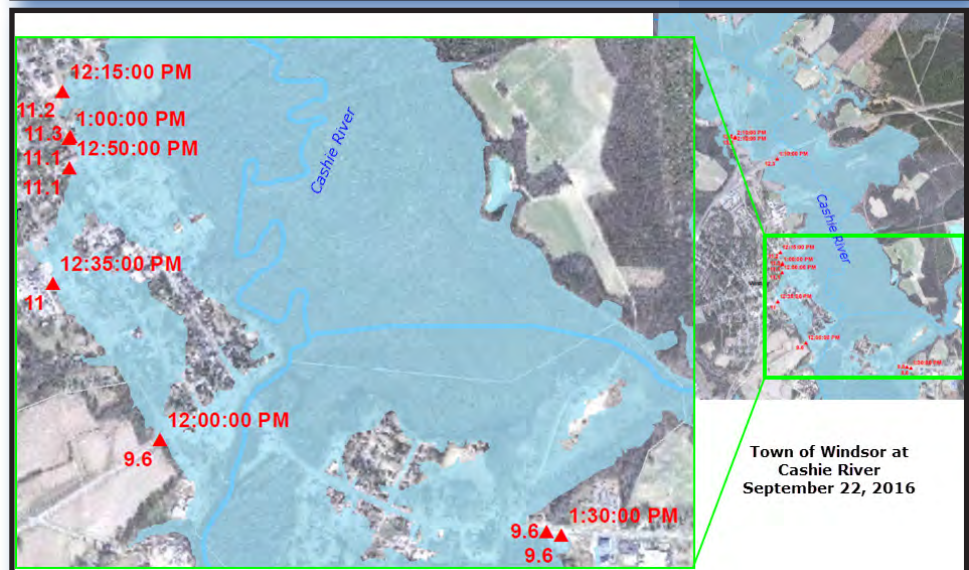 12:15:00 PM
11.2
1:00:00 PM
11.3
12:50:00 PM
11.1
11.1
12:35:00 PM
11
12:00:00 PM
9.6
1:30:00 PM
9.6
9.6
Cashie River
Cashie River
Town of Windsor at
Cashie River
September 22, 2016